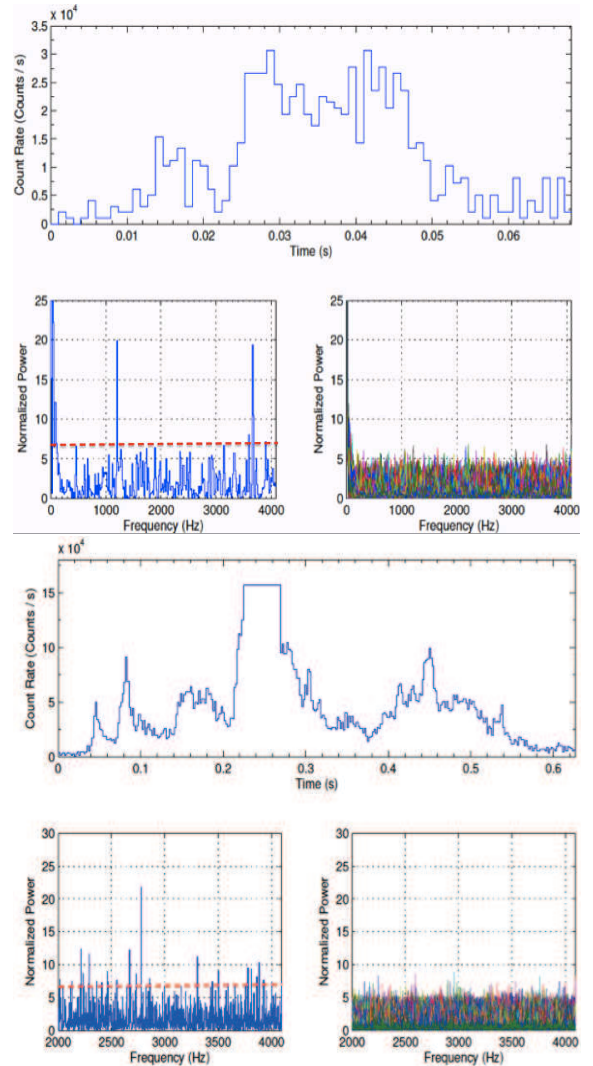 x 10⁴
3.5
3
2.5
2
1.5
1
0.5
0
0.01 0.02 0.03 0.04 0.05 0.06
Count Rate (Counts / s)
Time (s)
25
20
15
10
5
0
0 1000 2000 3000 4000
Normalized Power
Frequency (Hz)
25
20
15
10
5
0
0 1000 2000 3000 4000
Normalized Power
Frequency (Hz)
x 10⁴
15
10
5
0
0 0.1 0.2 0.3 0.4 0.5 0.6
Count Rate (Counts / s)
Time (s)
30
25
20
15
10
5
0
2000 2500 3000 3500 4000
Normalized Power
Frequency (Hz)
30
25
20
15
10
5
0
2000 2500 3000 3500 4000
Normalized Power
Frequency (Hz)